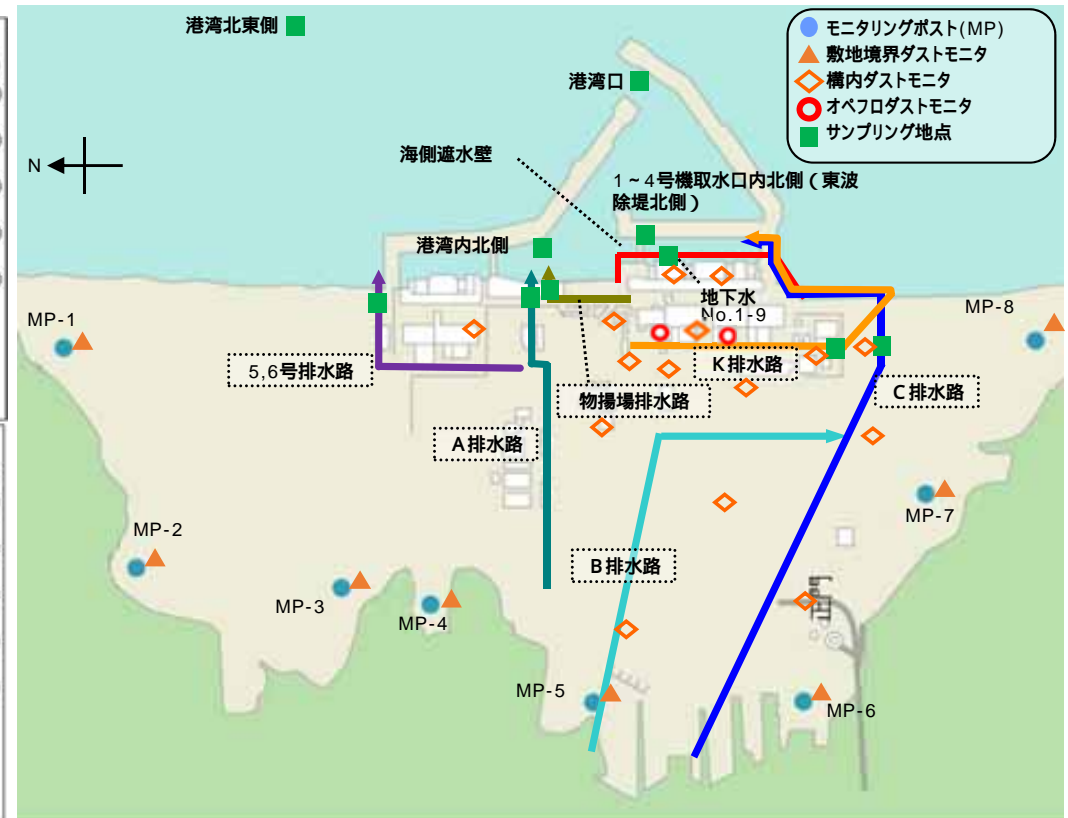 港湾北東側
モニタリングポスト(MP)
敷地境界ダストモニタ
構内ダストモニタ
オペフロダストモニタ
サンプリング地点
港湾口
N
海側遮水壁
1~4号機取水口内北側(東波
除堤北側)
港湾内北側
地下水
No.1-9
MP-1
MP-8
5,6号排水路
K排水路
物揚場排水路
C排水路
A排水路
MP-7
MP-2
B排水路
MP-3
MP-4
MP-5
MP-6